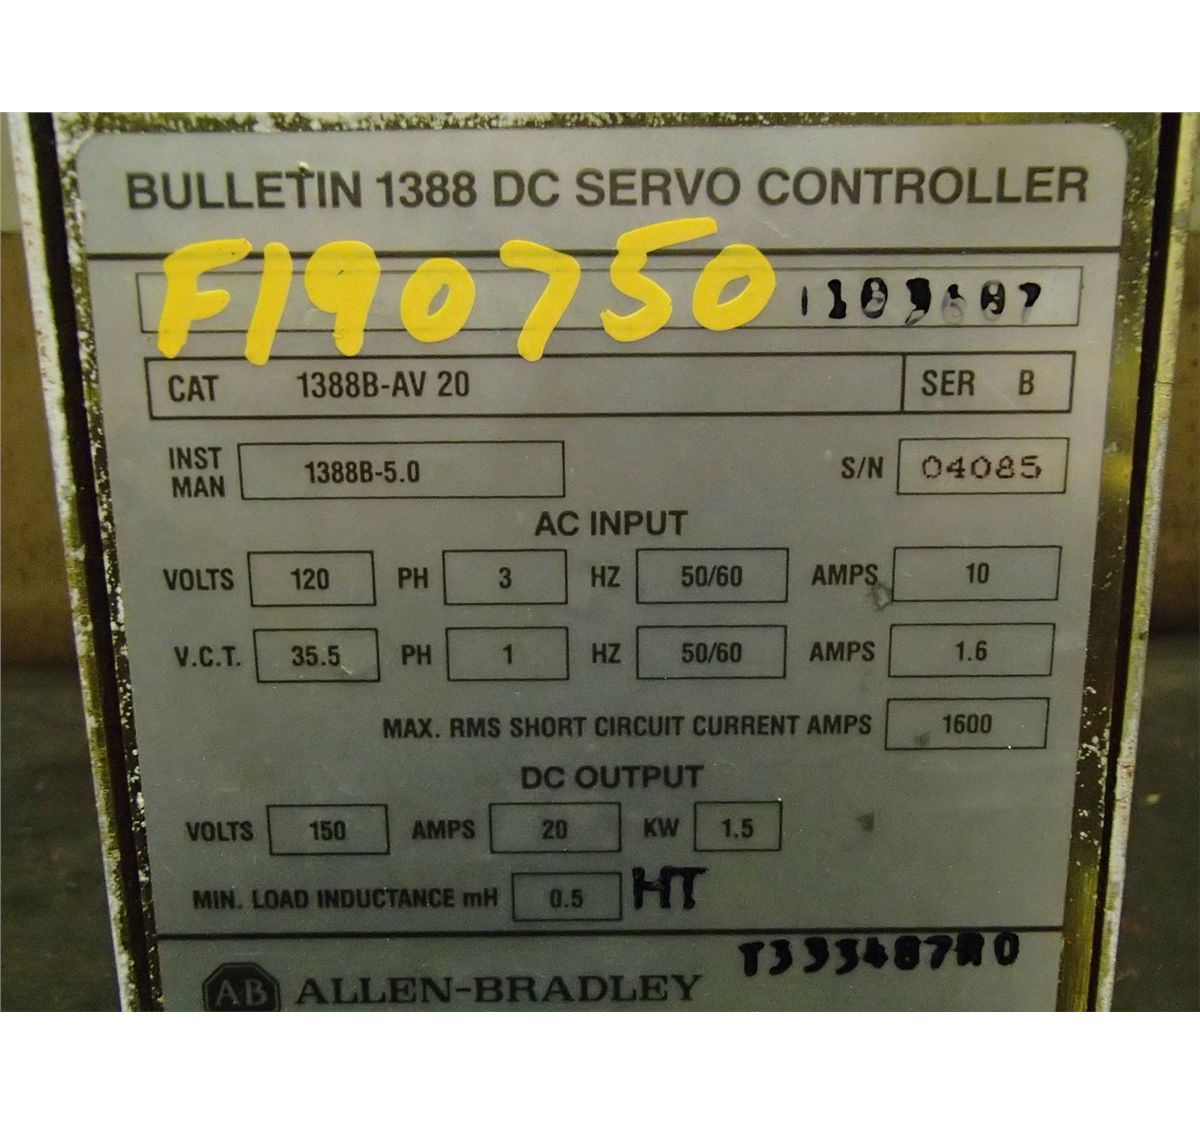 BULLETIN 1388 DC SERVO CONTROLLER
F190750
CAT 1388B-AV 20 SER B
INST MAN 1388B-5.0 S/N 04085
AC INPUT
VOLTS 120 PH 3 HZ 50/60 AMPS 10
V.C.T. 35.5 PH 1 HZ 50/60 AMPS 1.6
MAX. RMS SHORT CIRCUIT CURRENT AMPS 1600
DC OUTPUT
VOLTS 150 AMPS 20 KW 1.5
MIN. LOAD INDUCTANCE mH 0.5 HT
T333487R0
AB ALLEN-BRADLEY